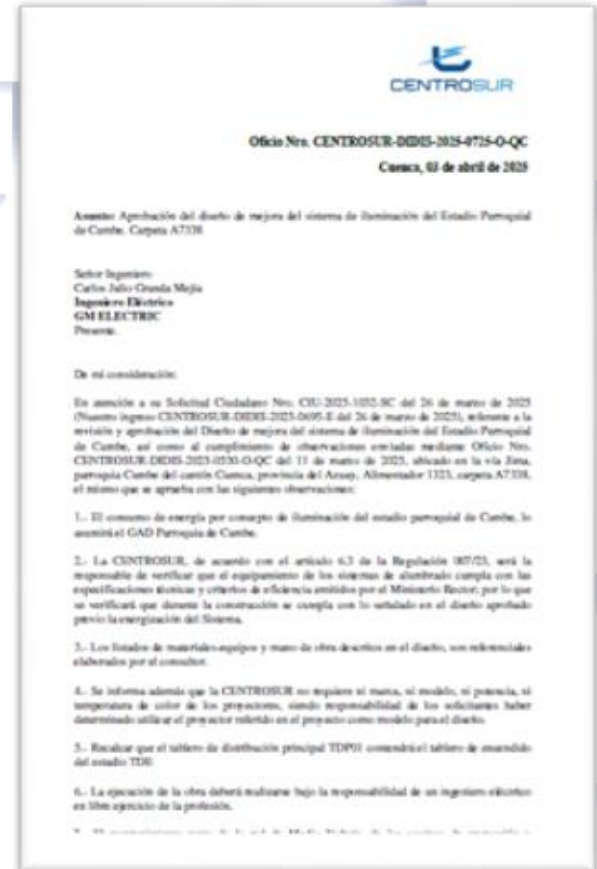 CENTROSUR
Oficio Nro. CENTROSUR-DIDIS-2025-0725-O-QC
Cuenca, 03 de abril de 2025
Asunto: Aprobación del diseño de mejora del sistema de iluminación del Estadio Parroquial
de Cumbe. Carpeta A7338
Señor Ingeniero
Carlos Julio Granda Mejía
Ingeniero Eléctrico
GM ELECTRIC
Presente.
De mi consideración:
En atención a su Solicitud Ciudadano Nro. CIU-2025-1052-SC del 26 de marzo de 2025
(Nuestro ingreso CENTROSUR-DIDIS-2025-0695-E del 26 de marzo de 2025), referente a la
revisión y aprobación del Diseño de mejora del sistema de iluminación del Estadio Parroquial
de Cumbe, así como al cumplimiento de observaciones enviadas mediante Oficio Nro.
CENTROSUR-DIDIS-2025-0530-O-QC del 11 de marzo de 2025, ubicado en la vía Jima,
parroquia Cumbe del cantón Cuenca, provincia del Azuay, Alimentador 1323, carpeta A7338,
el mismo que se aprueba con las siguientes observaciones:
1.- El consumo de energía por concepto de iluminación del estadio parroquial de Cumbe, lo
asumirá el GAD Parroquia de Cumbe.
2.- La CENTROSUR, de acuerdo con el artículo 6.3 de la Regulación 007/23, será la
responsable de verificar que el equipamiento de los sistemas de alumbrado cumpla con las
especificaciones técnicas y criterios de eficiencia emitidos por el Ministerio Rector; por lo que
se verificará que durante la construcción se cumpla con lo señalado en el diseño aprobado
previo la energización del Sistema.
3.- Los listados de materiales-equipos y mano de obra descritos en el diseño, son referenciales
elaborados por el consultor.
4.- Se informa además que la CENTROSUR no requiere ni marca, ni modelo, ni potencia, ni
temperatura de color de los proyectores, siendo responsabilidad de los solicitantes haber
determinado utilizar el proyector referido en el proyecto como modelo para el diseño.
5.- Recalcar que el tablero de distribución principal TDP01 contendrá el tablero de encendido
del estadio TD0.
6.- La ejecución de la obra deberá realizarse bajo la responsabilidad de un ingeniero eléctrico
en libre ejercicio de la profesión.